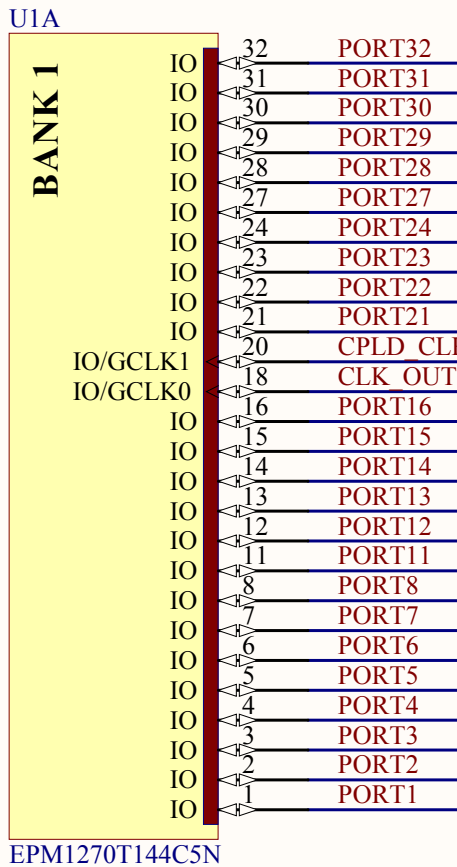 U1A
BANK 1
IO 32 PORT32
IO 31 PORT31
IO 30 PORT30
IO 29 PORT29
IO 28 PORT28
IO 27 PORT27
IO 24 PORT24
IO 23 PORT23
IO 22 PORT22
IO 21 PORT21
IO/GCLK1 20
IO/GCLK0 18 CLK_OUT
IO 16 PORT16
IO 15 PORT15
IO 14 PORT14
IO 13 PORT13
IO 12 PORT12
IO 11 PORT11
IO 8 PORT8
IO 7 PORT7
IO 6 PORT6
IO 5 PORT5
IO 4 PORT4
IO 3 PORT3
IO 2 PORT2
IO 1 PORT1
EPM1270T144C5N